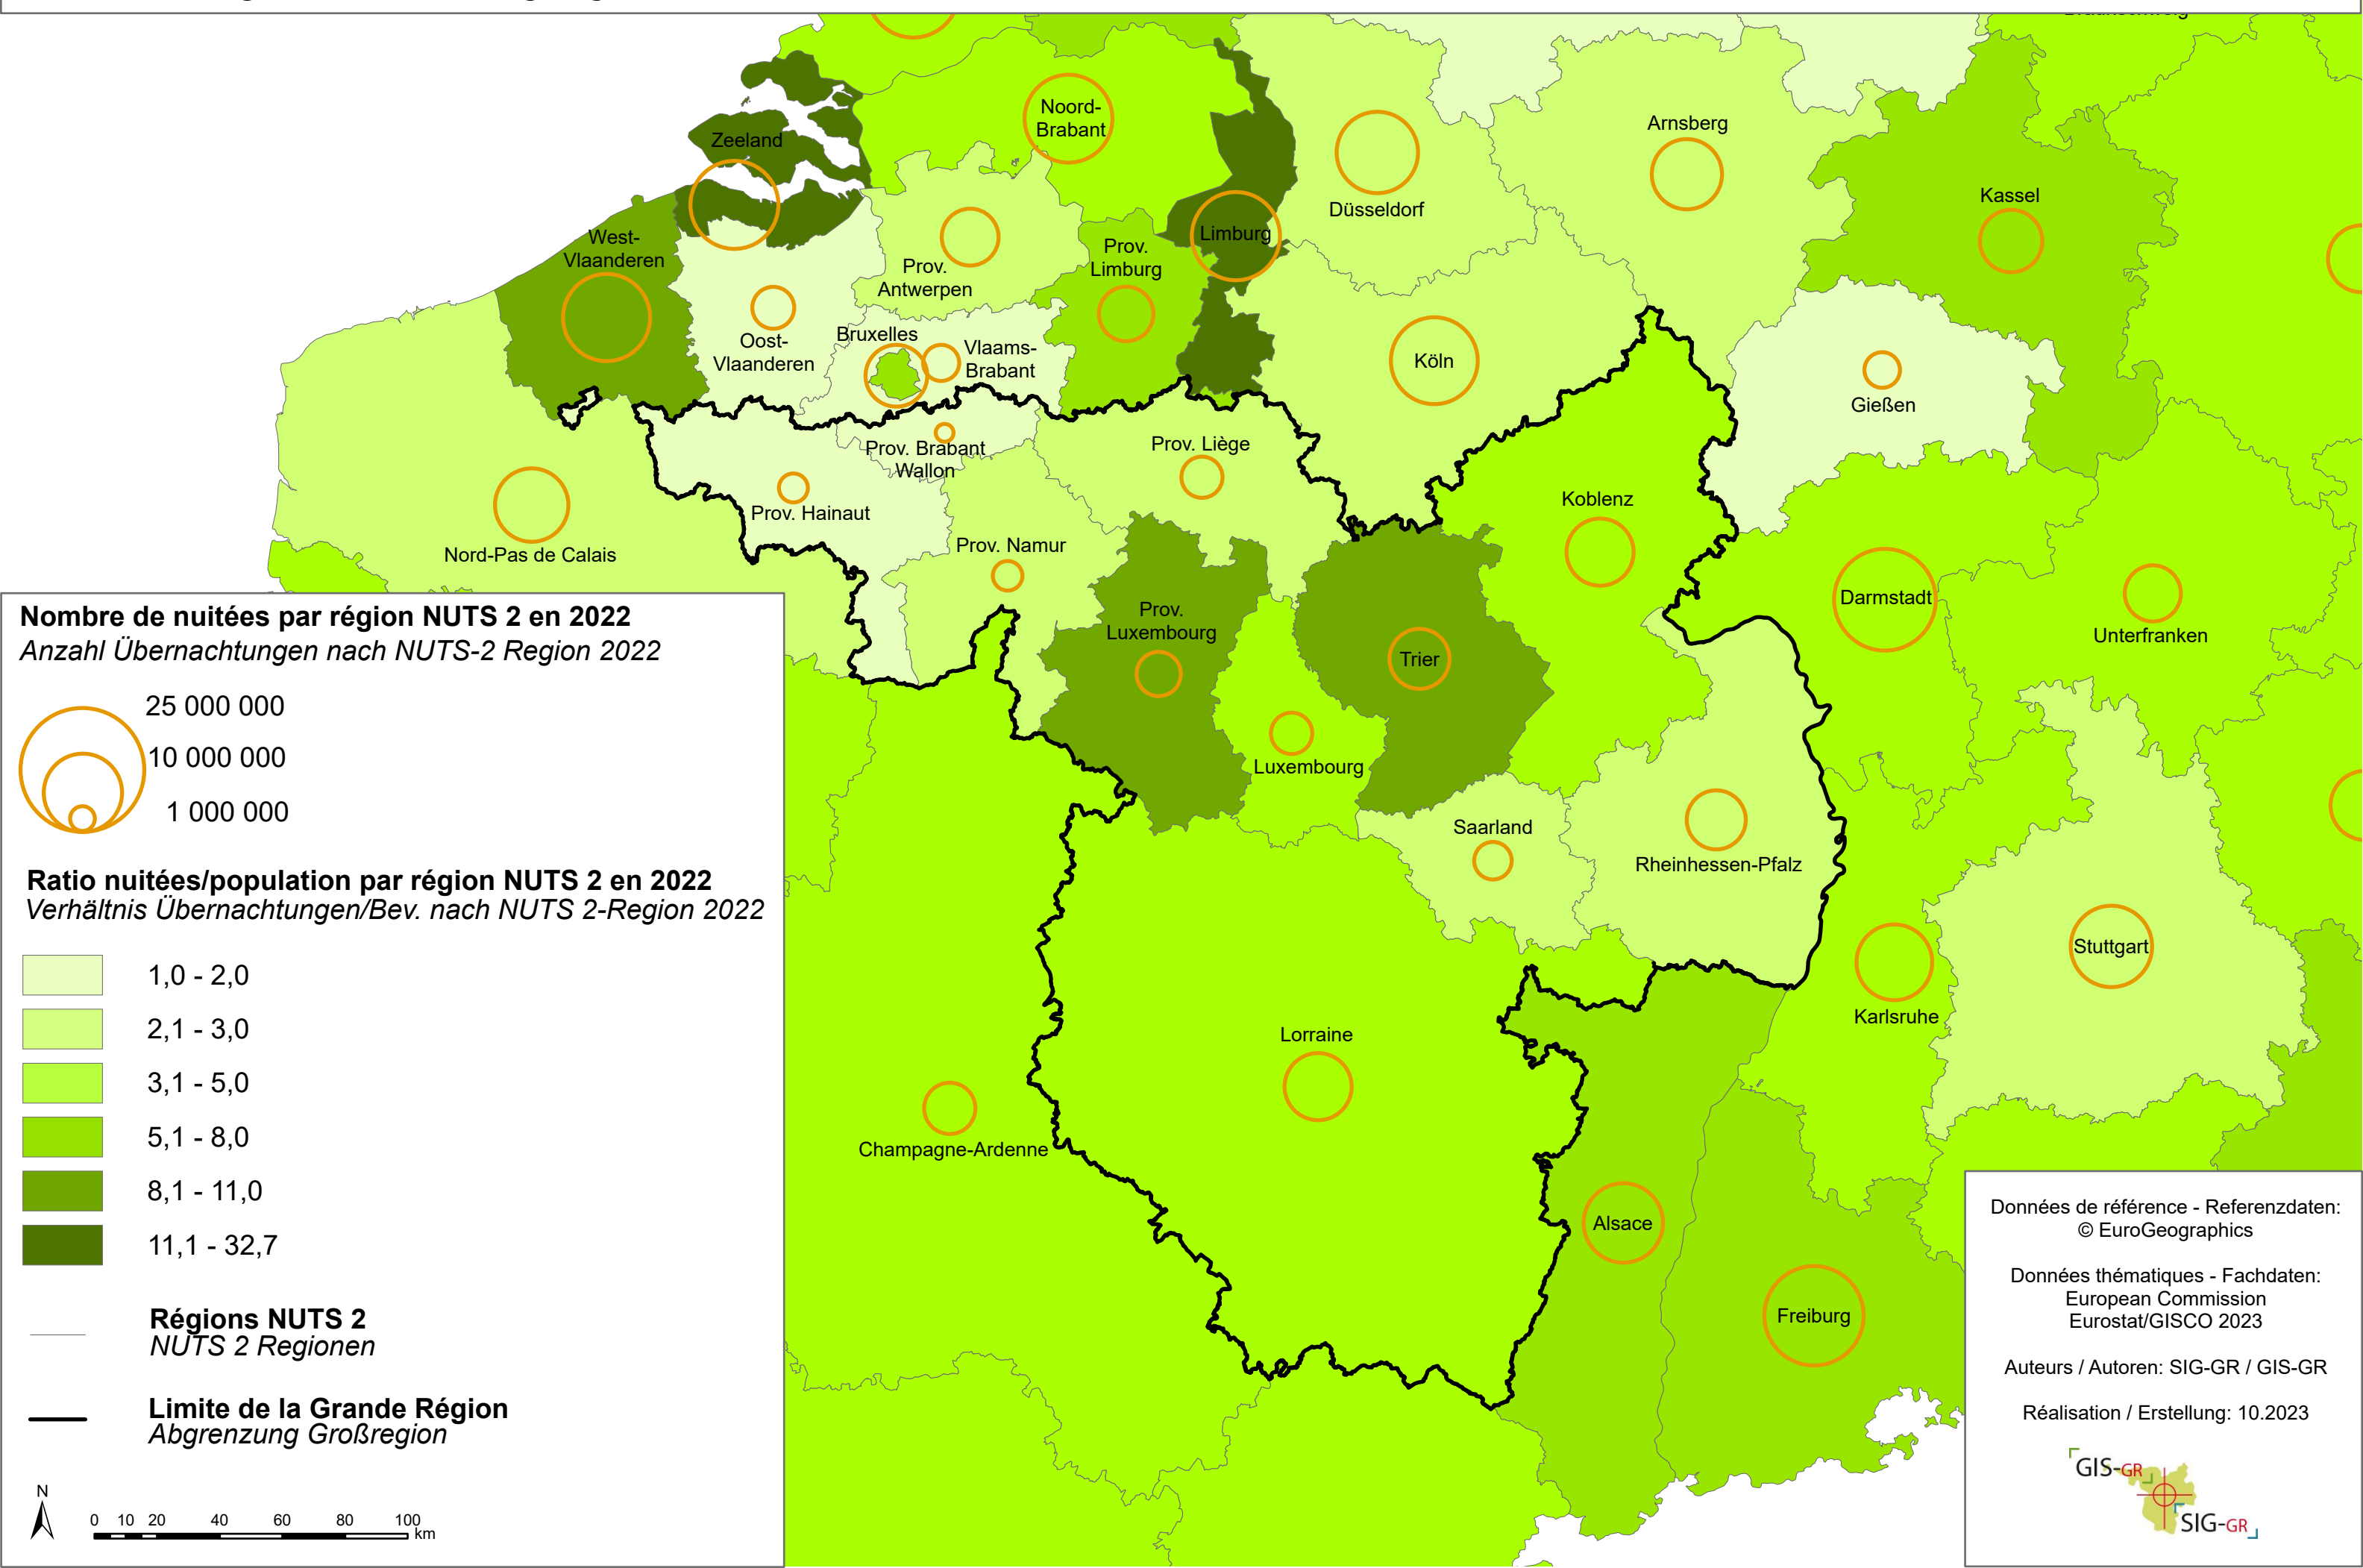 Zeeland
Noord-
Brabant
Arnsberg
Kassel
Düsseldorf
West-
Vlaanderen
Limburg
Prov.
Limburg
Prov.
Antwerpen
Bruxelles
Oost-
Vlaanderen
Vlaams-
Brabant
Köln
Gießen
Prov. Brabant
Wallon
Prov. Liège
Prov. Hainaut
Koblenz
Nord-Pas de Calais
Prov. Namur
Darmstadt
Unterfranken
Prov.
Luxembourg
Trier
Luxembourg
Saarland
Rheinhessen-Pfalz
Stuttgart
Karlsruhe
Lorraine
Champagne-Ardenne
Alsace
Freiburg
Nombre de nuitées par région NUTS 2 en 2022
Anzahl Übernachtungen nach NUTS-2 Region 2022
25 000 000
10 000 000
1 000 000
Ratio nuitées/population par région NUTS 2 en 2022
Verhältnis Übernachtungen/Bev. nach NUTS 2-Region 2022
1,0 - 2,0
2,1 - 3,0
3,1 - 5,0
5,1 - 8,0
8,1 - 11,0
11,1 - 32,7
Régions NUTS 2
NUTS 2 Regionen
Limite de la Grande Région
Abgrenzung Großregion
N
0 10 20 40 60 80 100
km
Données de référence - Referenzdaten:
© EuroGeographics
Données thématiques - Fachdaten:
European Commission
Eurostat/GISCO 2023
Auteurs / Autoren: SIG-GR / GIS-GR
Réalisation / Erstellung: 10.2023
GIS-GR
SIG-GR